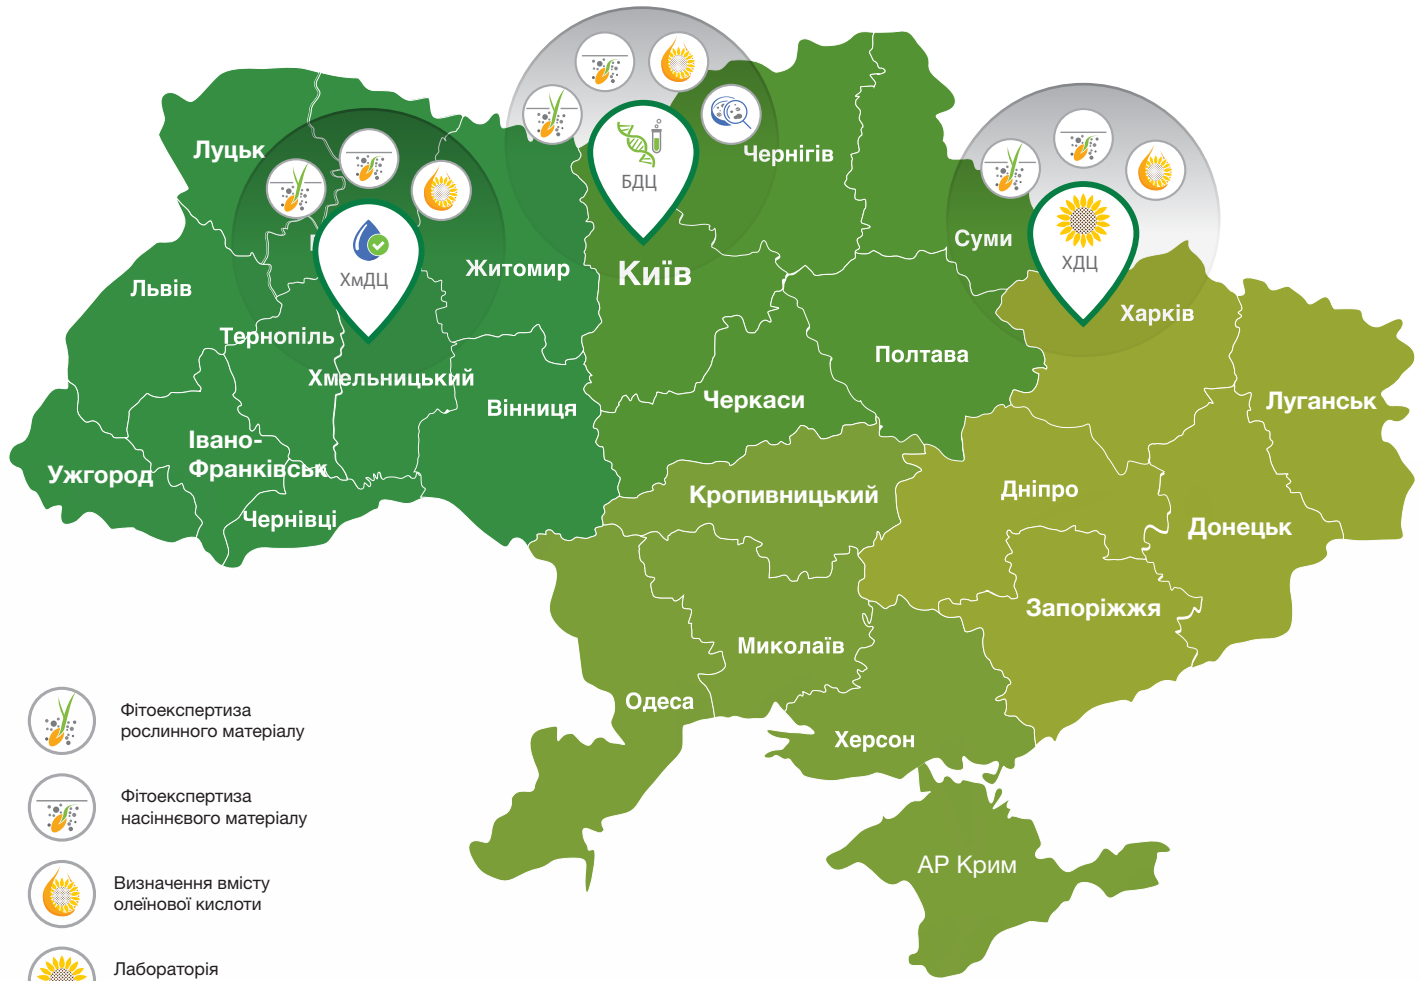 Луцьк
Чернігів
БДЦ
Суми
ХДЦ
Житомир
Київ
ХмДЦ
Львів
Харків
Тернопіль
Полтава
Хмельницький
Вінниця
Черкаси
Луганськ
Івано-
Франківськ
Ужгород
Кропивницький
Дніпро
Чернівці
Донецьк
Запоріжжя
Миколаїв
Одеса
Херсон
АР Крим
Фітоекспертиза
рослинного матеріалу
Фітоекспертиза
насіннєвого матеріалу
Визначення вмісту
олеїнової кислоти
Лабораторія